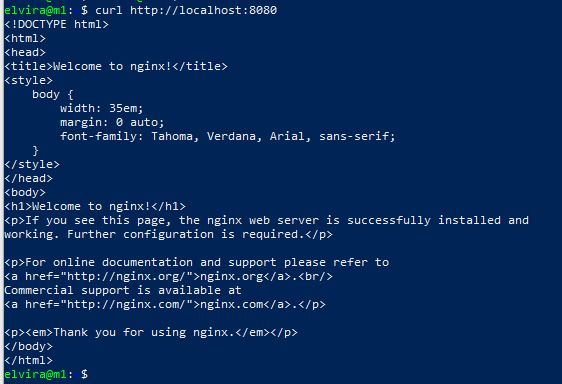 elvira@m1: $ curl http://localhost:8080
<!DOCTYPE html>
<html>
<head>
<title>Welcome to nginx!</title>
<style>
    body {
        width: 35em;
        margin: 0 auto;
        font-family: Tahoma, Verdana, Arial, sans-serif;
    }
</style>
</head>
<body>
<h1>Welcome to nginx!</h1>
<p>If you see this page, the nginx web server is successfully installed and
working. Further configuration is required.</p>

<p>For online documentation and support please refer to
<a href="http://nginx.org/">nginx.org</a>.<br/>
Commercial support is available at
<a href="http://nginx.com/">nginx.com</a>.</p>

<p><em>Thank you for using nginx.</em></p>
</body>
</html>
elvira@m1: $